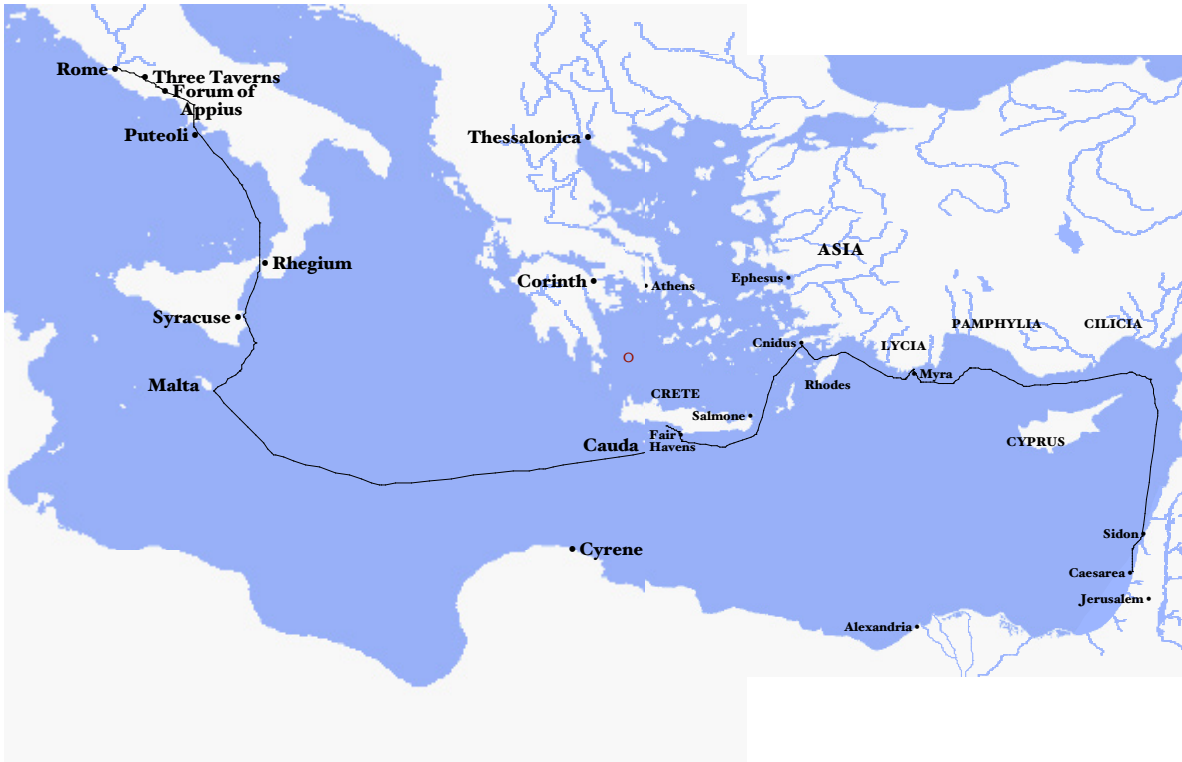 Rome
Three Taverns
Forum of
Appius
Puteoli
Thessalonica
ASIA
Rhegium
Corinth
Ephesus
Athens
Syracuse
PAMPHYLIA
CILICIA
Cnidus
LYCIA
Malta
Myra
Rhodes
CRETE
Salmone
Cauda
Fair
Havens
CYPRUS
Sidon
Cyrene
Caesarea
Jerusalem
Alexandria